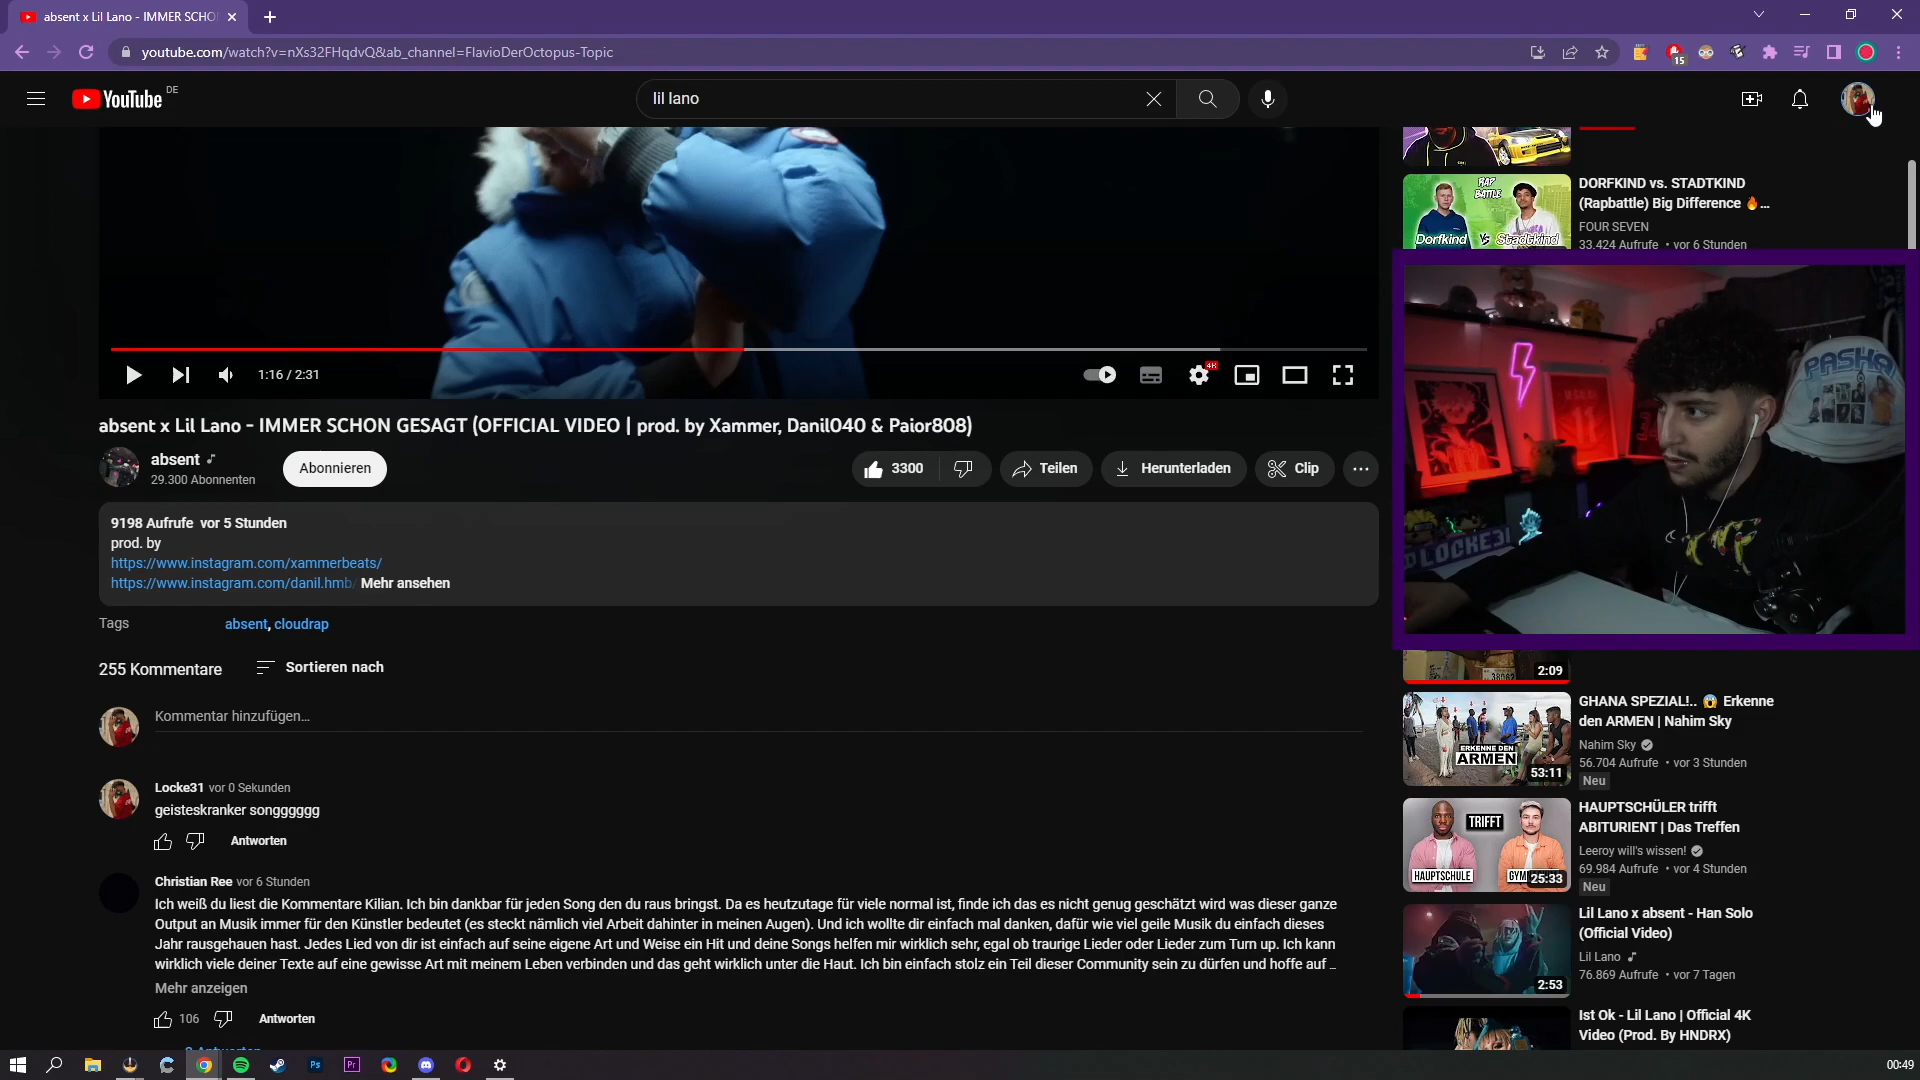 absent x Lil Lano - IMMER SCHO
youtube.com/watch?v=nXs32FHqdvQ&ab_channel=FlavioDerOctopus-Topic
15
YouTube DE
lil lano
DORFKIND vs. STADTKIND
(Rapbattle) Big Difference 🔥...
FOUR SEVEN
33.424 Aufrufe • vor 6 Stunden
RAP
BATTLE
Dorfkind VS Stadtkind
1:16 / 2:31
4K
absent x Lil Lano - IMMER SCHON GESAGT (OFFICIAL VIDEO | prod. by Xammer, Danil040 & Paior808)
absent
29.300 Abonnenten
Abonnieren
3300
Teilen
Herunterladen
Clip
9198 Aufrufe vor 5 Stunden
prod. by
https://www.instagram.com/xammerbeats/
https://www.instagram.com/danil.hmb/ Mehr ansehen
Tags
absent, cloudrap
255 Kommentare
Sortieren nach
Kommentar hinzufügen...
Locke31 vor 0 Sekunden
geisteskranker songggggg
Antworten
Christian Ree vor 6 Stunden
Ich weiß du liest die Kommentare Kilian. Ich bin dankbar für jeden Song den du raus bringst. Da es heutzutage für viele normal ist, finde ich das es nicht genug geschätzt wird was dieser ganze
Output an Musik immer für den Künstler bedeutet (es steckt nämlich viel Arbeit dahinter in meinen Augen). Und ich wollte dir einfach mal danken, dafür wie viel geile Musik du einfach dieses
Jahr rausgehauen hast. Jedes Lied von dir ist einfach auf seine eigene Art und Weise ein Hit und deine Songs helfen mir wirklich sehr, egal ob traurige Lieder oder Lieder zum Turn up. Ich kann
wirklich viele deiner Texte auf eine gewisse Art mit meinem Leben verbinden und das geht wirklich unter die Haut. Ich bin einfach stolz ein Teil dieser Community sein zu dürfen und hoffe auf ...
Mehr anzeigen
106
Antworten
PASHA
LOCKE31
2:09
GHANA SPEZIAL!.. 😱 Erkenne
den ARMEN | Nahim Sky
Nahim Sky
56.704 Aufrufe • vor 3 Stunden
Neu
ERKENNE DEN
ARMEN
53:11
HAUPTSCHÜLER trifft
ABITURIENT | Das Treffen
Leeroy will's wissen!
69.984 Aufrufe • vor 4 Stunden
Neu
TRIFFT
HAUPTSCHULE
GYM
25:33
Lil Lano x absent - Han Solo
(Official Video)
Lil Lano
76.869 Aufrufe • vor 7 Tagen
2:53
Ist Ok - Lil Lano | Official 4K
Video (Prod. By HNDRX)
Ps
Pr
00:49